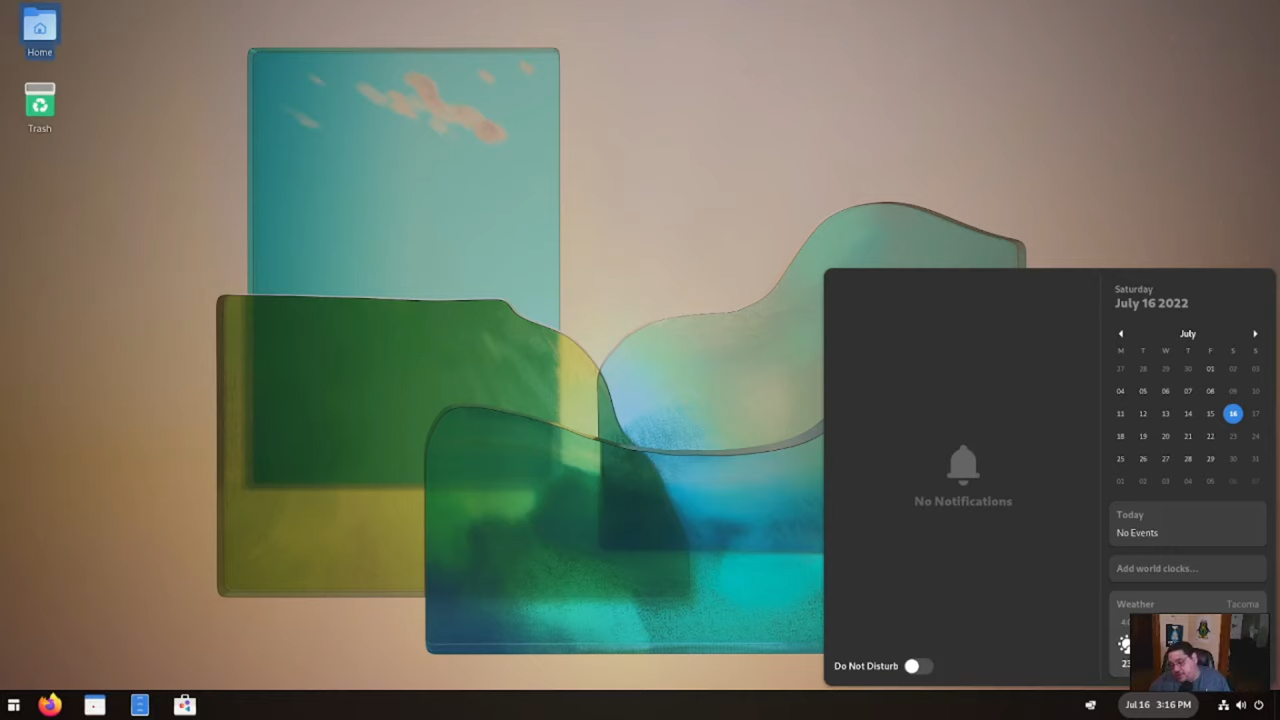 Home
Trash
Saturday
July 16 2022
July
M T W T F S S
27 28 29 30 01 02 03
04 05 06 07 08 09 10
11 12 13 14 15 16 17
18 19 20 21 22 23 24
25 26 27 28 29 30 31
01 02 03 04 05 06 07
No Notifications
Today
No Events
Add world clocks...
Weather Tacoma
Do Not Disturb
Jul 16 3:16 PM